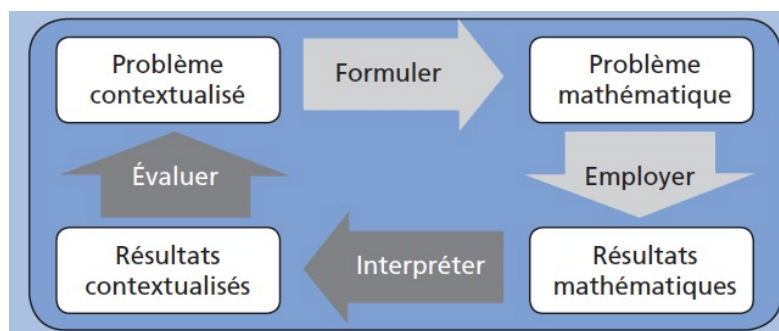 Problème
contextualisé
Formuler
Problème
mathématique
Évaluer
Employer
Résultats
contextualisés
Interpréter
Résultats
mathématiques